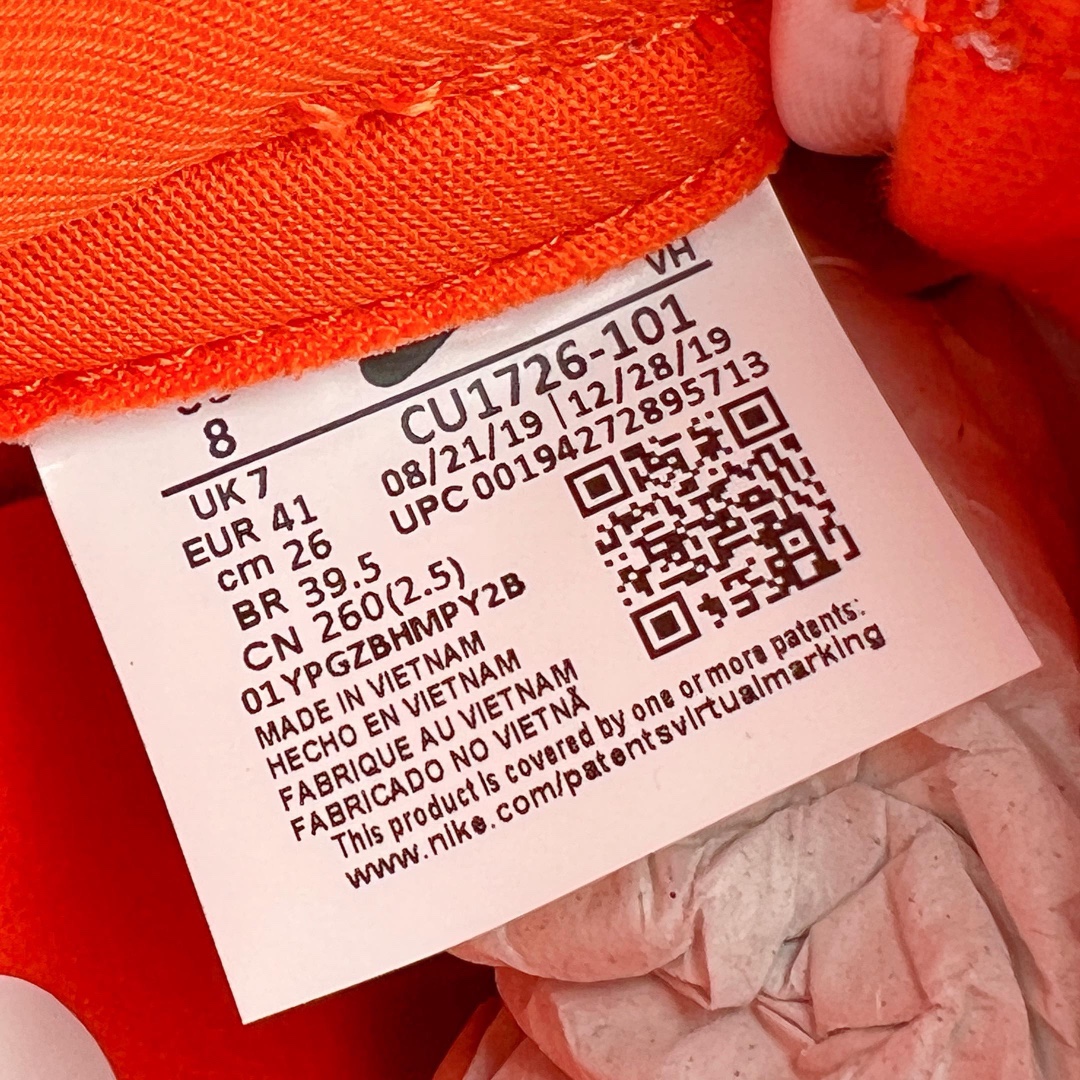 VH
8
UK 7
EUR 41
cm 26
BR 39.5
CN 260(2.5)
CU1726-101
08/21/19 | 12/28/19
UPC 00194272895713
01YPGZBHMPY2B
MADE IN VIETNAM
HECHO EN VIETNAM
FABRIQUE AU VIETNAM
FABRICADO NO VIETNÃ
This product is covered by one or more patents:
www.nike.com/patentsvirtualmarking